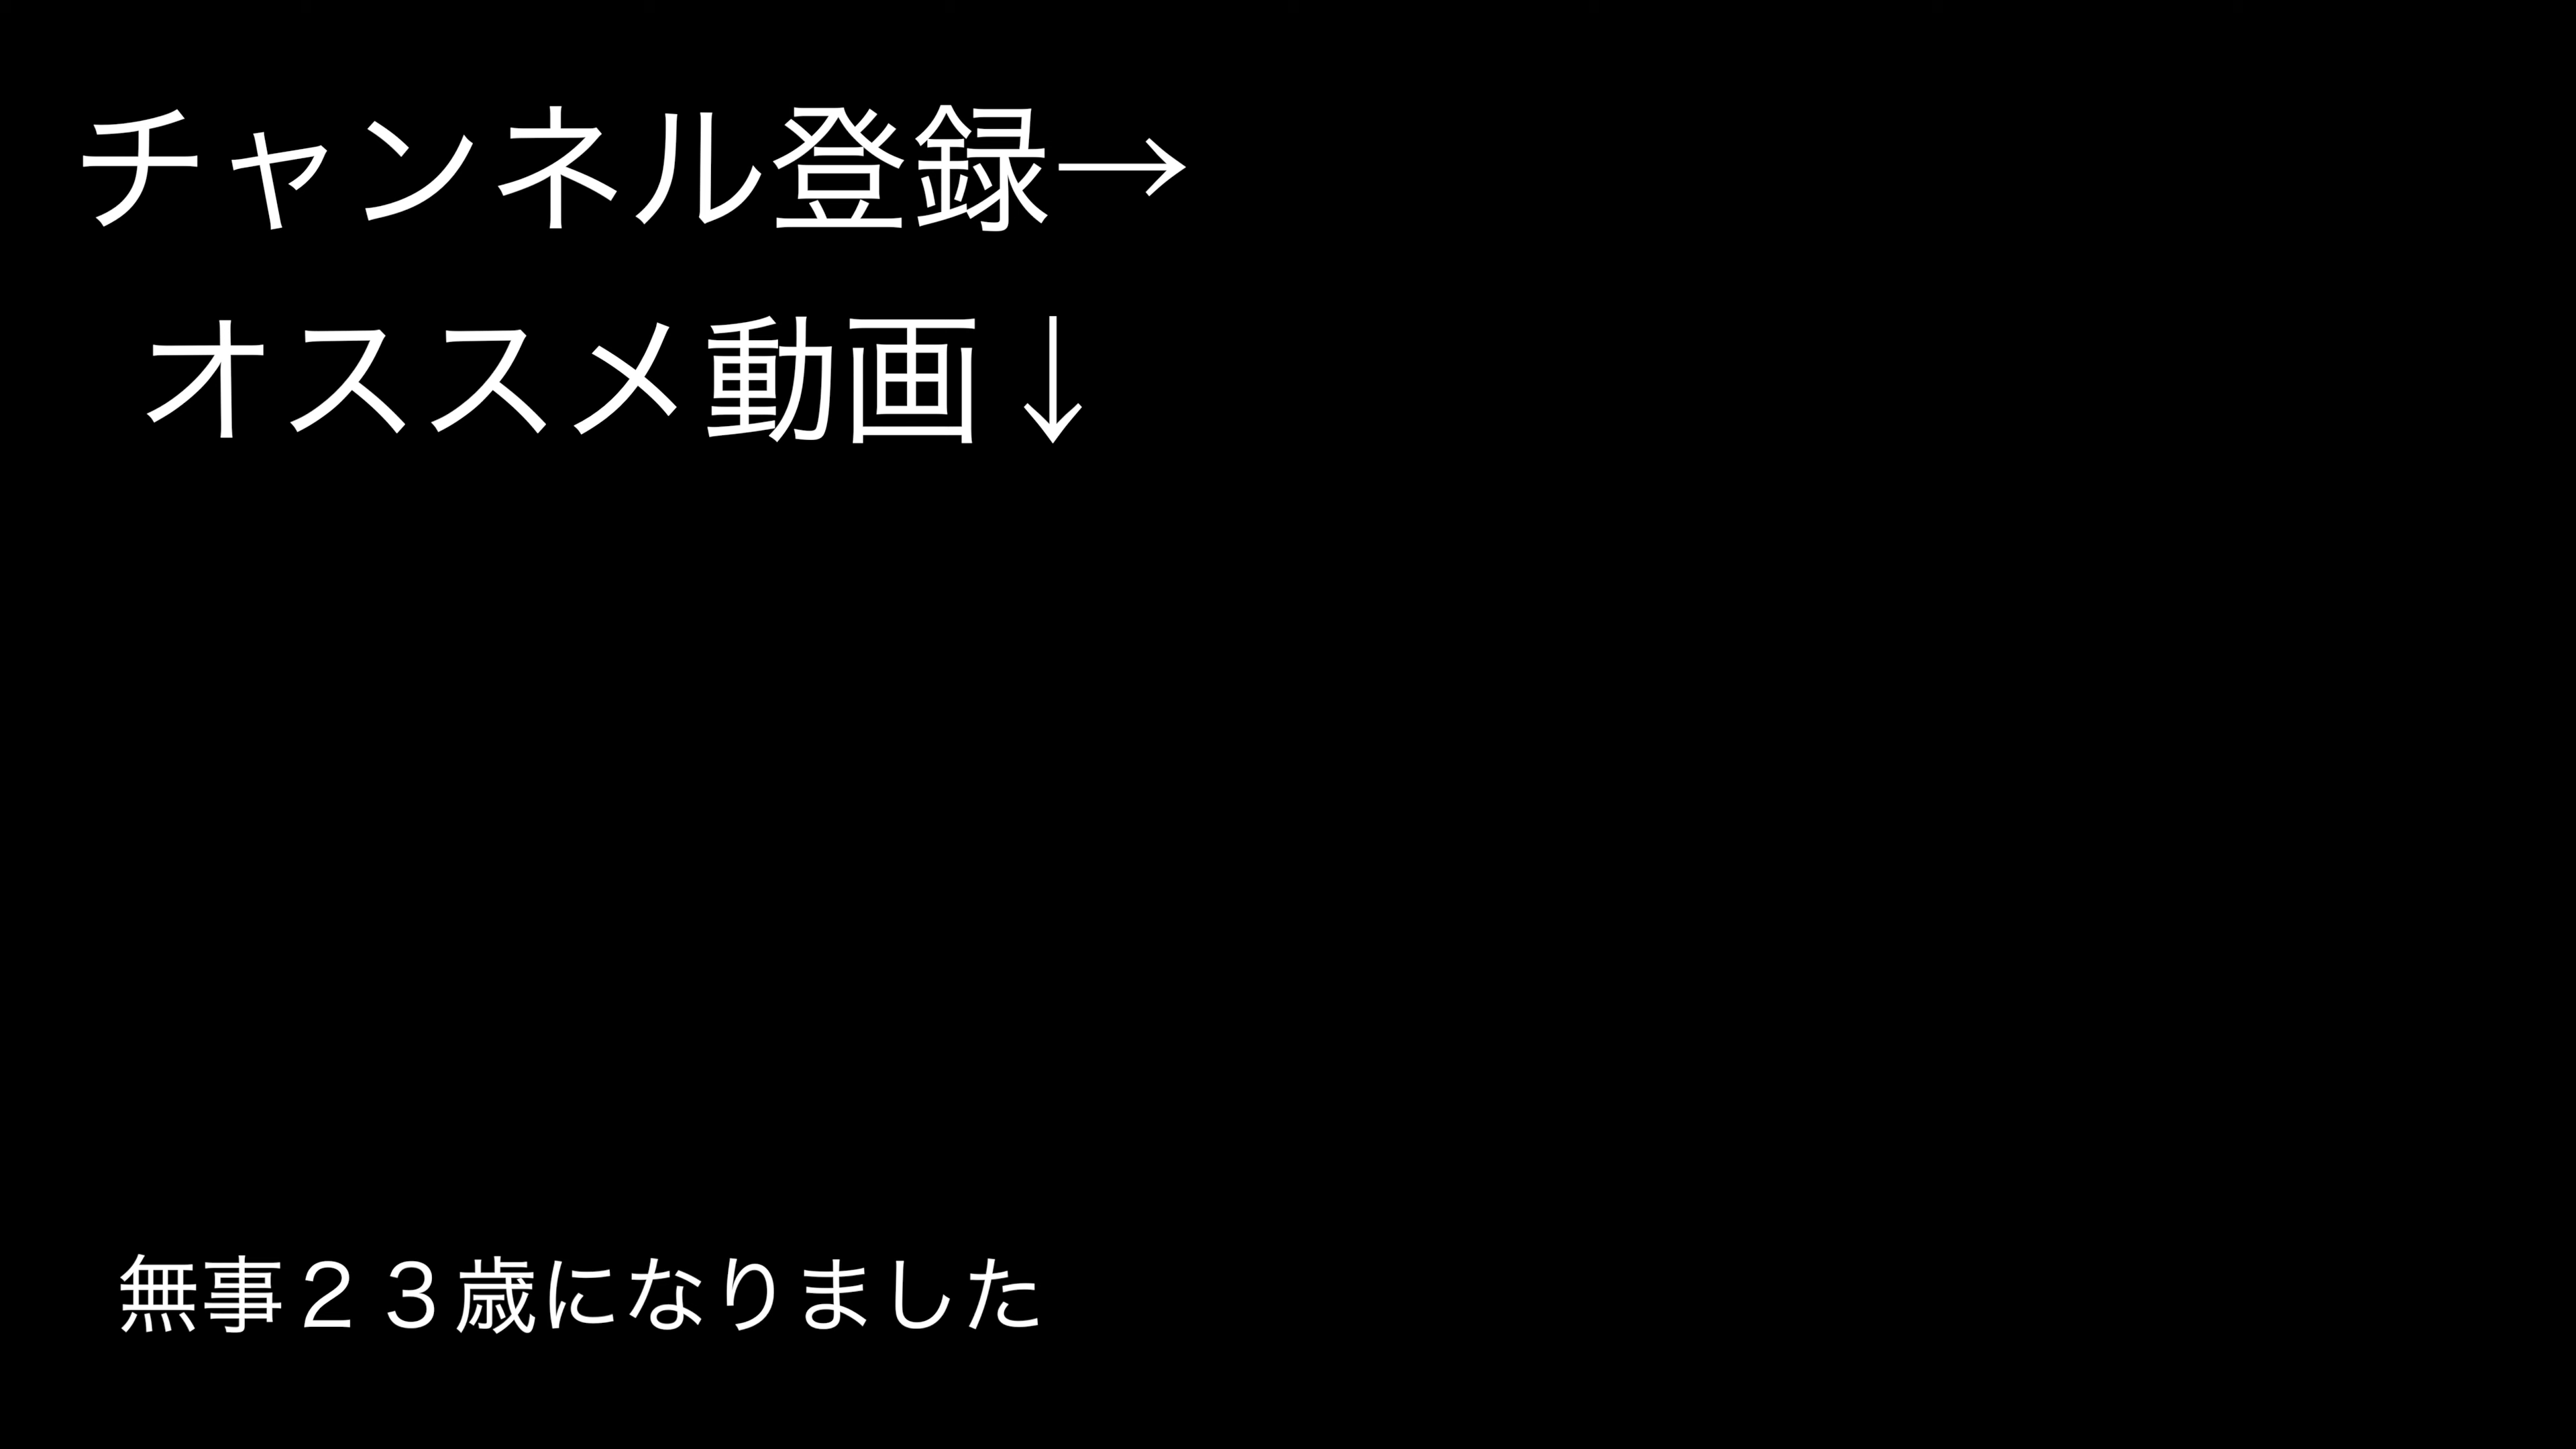 チャンネル登録→
オススメ動画↓
無事２３歳になりました